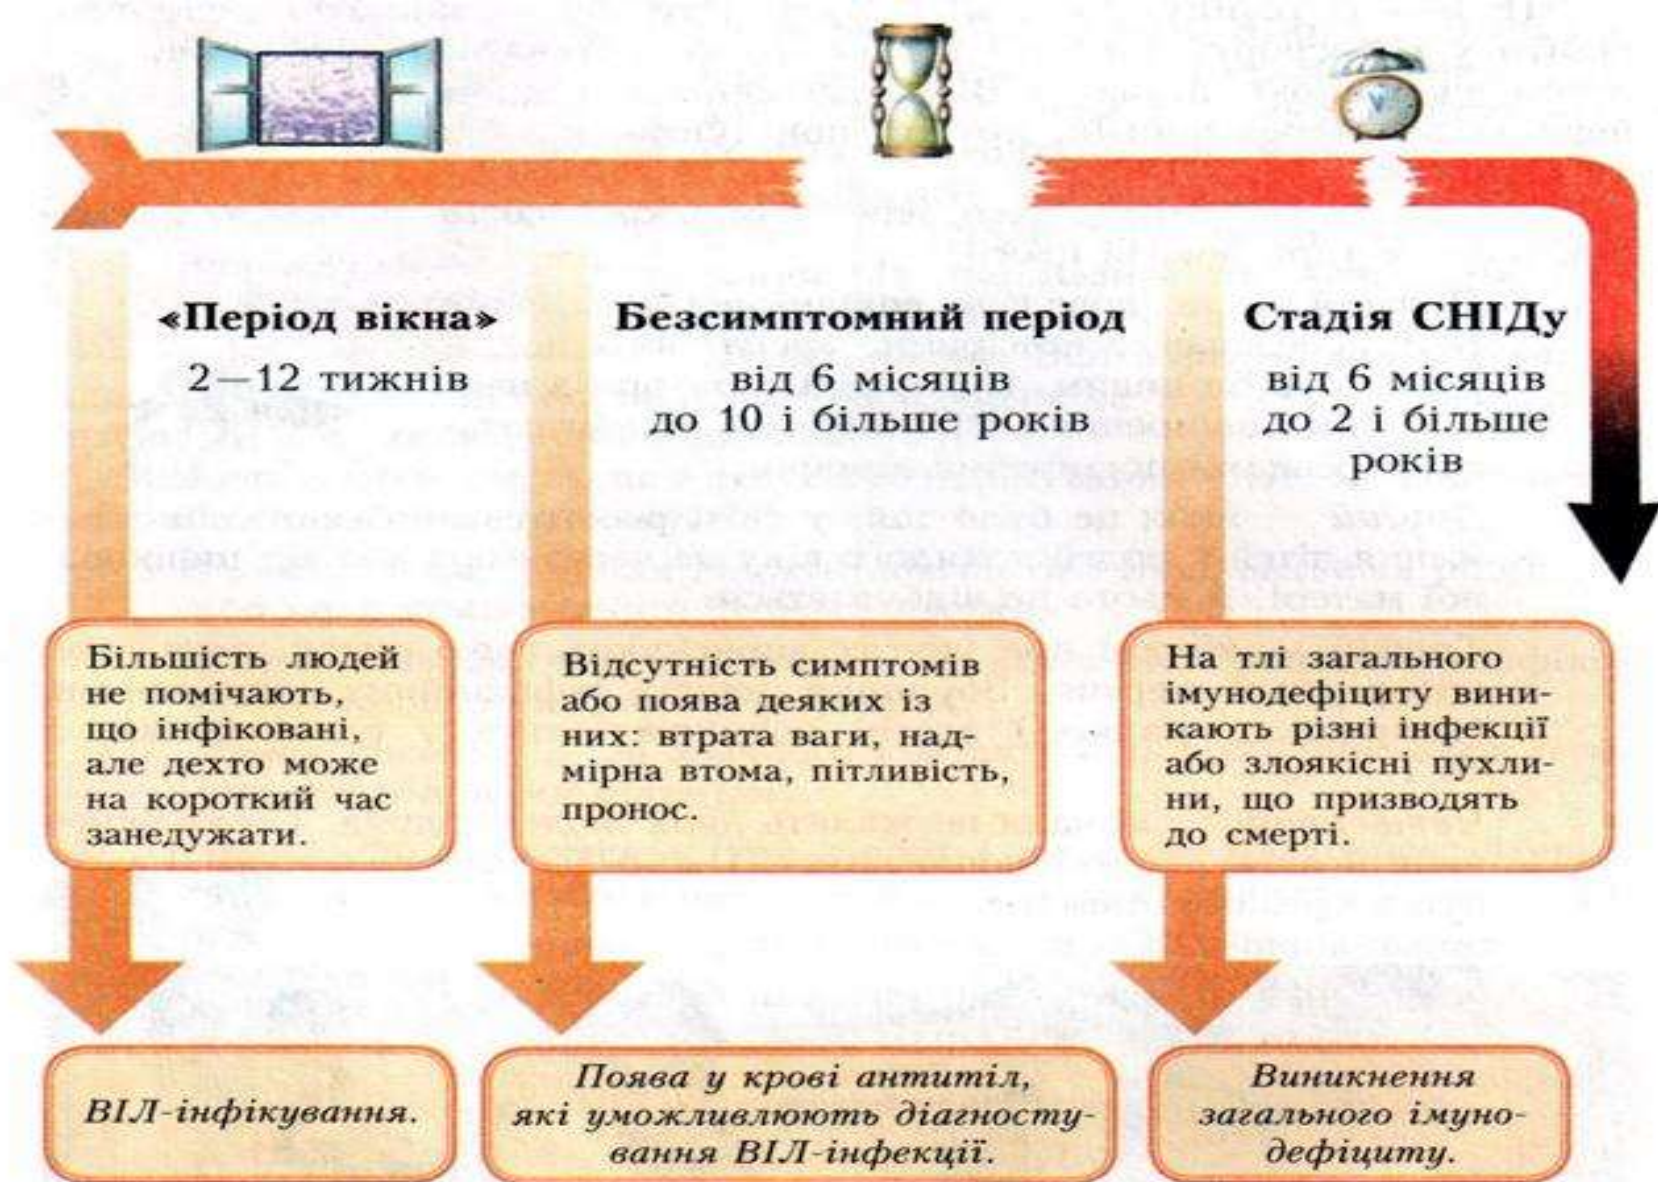 «Період вікна»
2—12 тижнів
Безсимптомний період
від 6 місяців
до 10 і більше років
Стадія СНІДу
від 6 місяців
до 2 і більше
років
Більшість людей
не помічають,
що інфіковані,
але дехто може
на короткий час
занедужати.
Відсутність симптомів
або поява деяких із
них: втрата ваги, над-
мірна втома, пітливість,
пронос.
На тлі загального
імунодефіциту вини-
кають різні інфекції
або злоякісні пухли-
ни, що призводять
до смерті.
ВІЛ-інфікування.
Поява у крові антитіл,
які уможливлюють діагносту-
вання ВІЛ-інфекції.
Виникнення
загального імуно-
дефіциту.